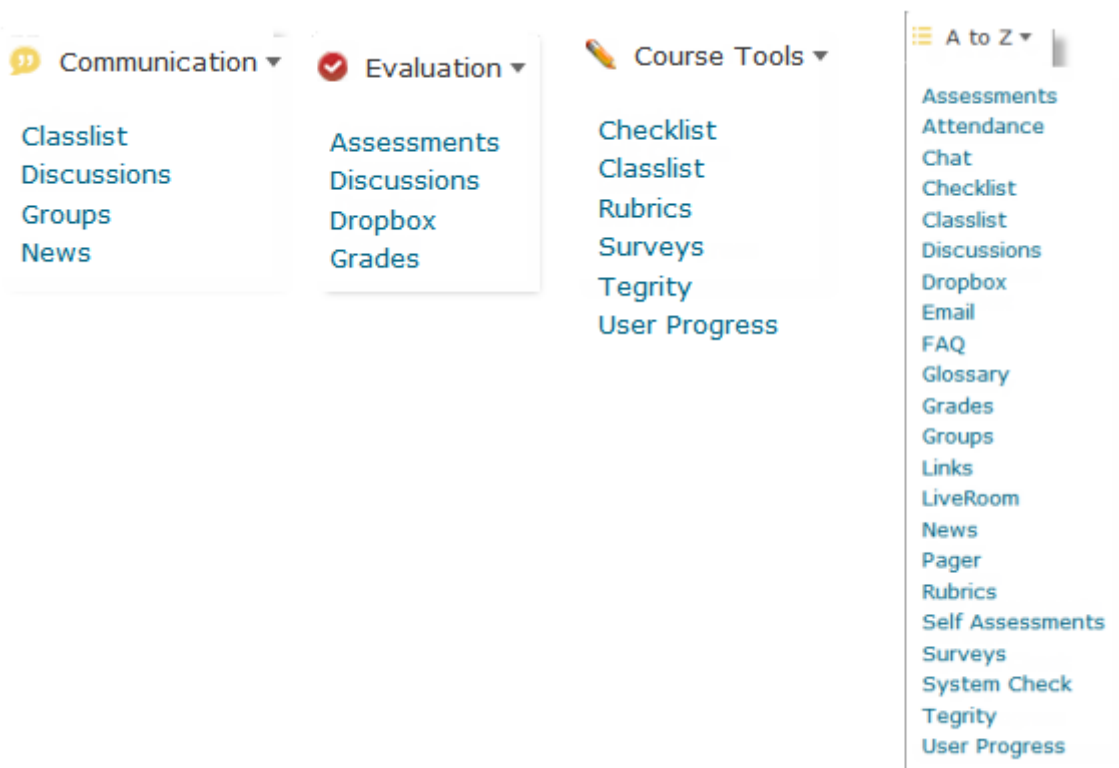 Communication
Classlist
Discussions
Groups
News
Evaluation
Assessments
Discussions
Dropbox
Grades
Course Tools
Checklist
Classlist
Rubrics
Surveys
Tegrity
User Progress
A to Z
Assessments
Attendance
Chat
Checklist
Classlist
Discussions
Dropbox
Email
FAQ
Glossary
Grades
Groups
Links
LiveRoom
News
Pager
Rubrics
Self Assessments
Surveys
System Check
Tegrity
User Progress